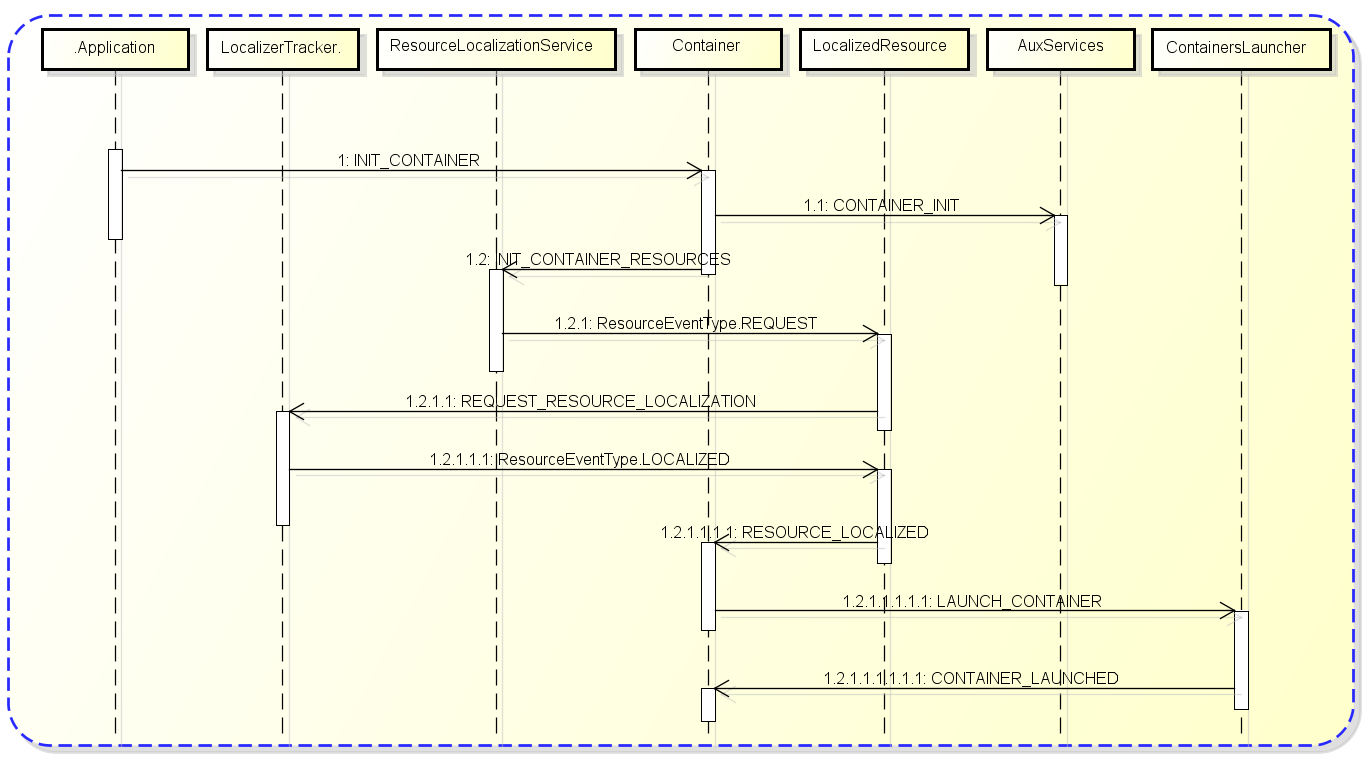 .Application
LocalizerTracker.
ResourceLocalizationService
Container
LocalizedResource
AuxServices
ContainersLauncher
1: INIT_CONTAINER
1.1: CONTAINER_INIT
1.2: INIT_CONTAINER_RESOURCES
1.2.1: ResourceEventType.REQUEST
1.2.1.1: REQUEST_RESOURCE_LOCALIZATION
1.2.1.1.1: ResourceEventType.LOCALIZED
1.2.1.1.1.1: RESOURCE_LOCALIZED
1.2.1.1.1.1.1: LAUNCH_CONTAINER
1.2.1.1.1.1.1.1: CONTAINER_LAUNCHED